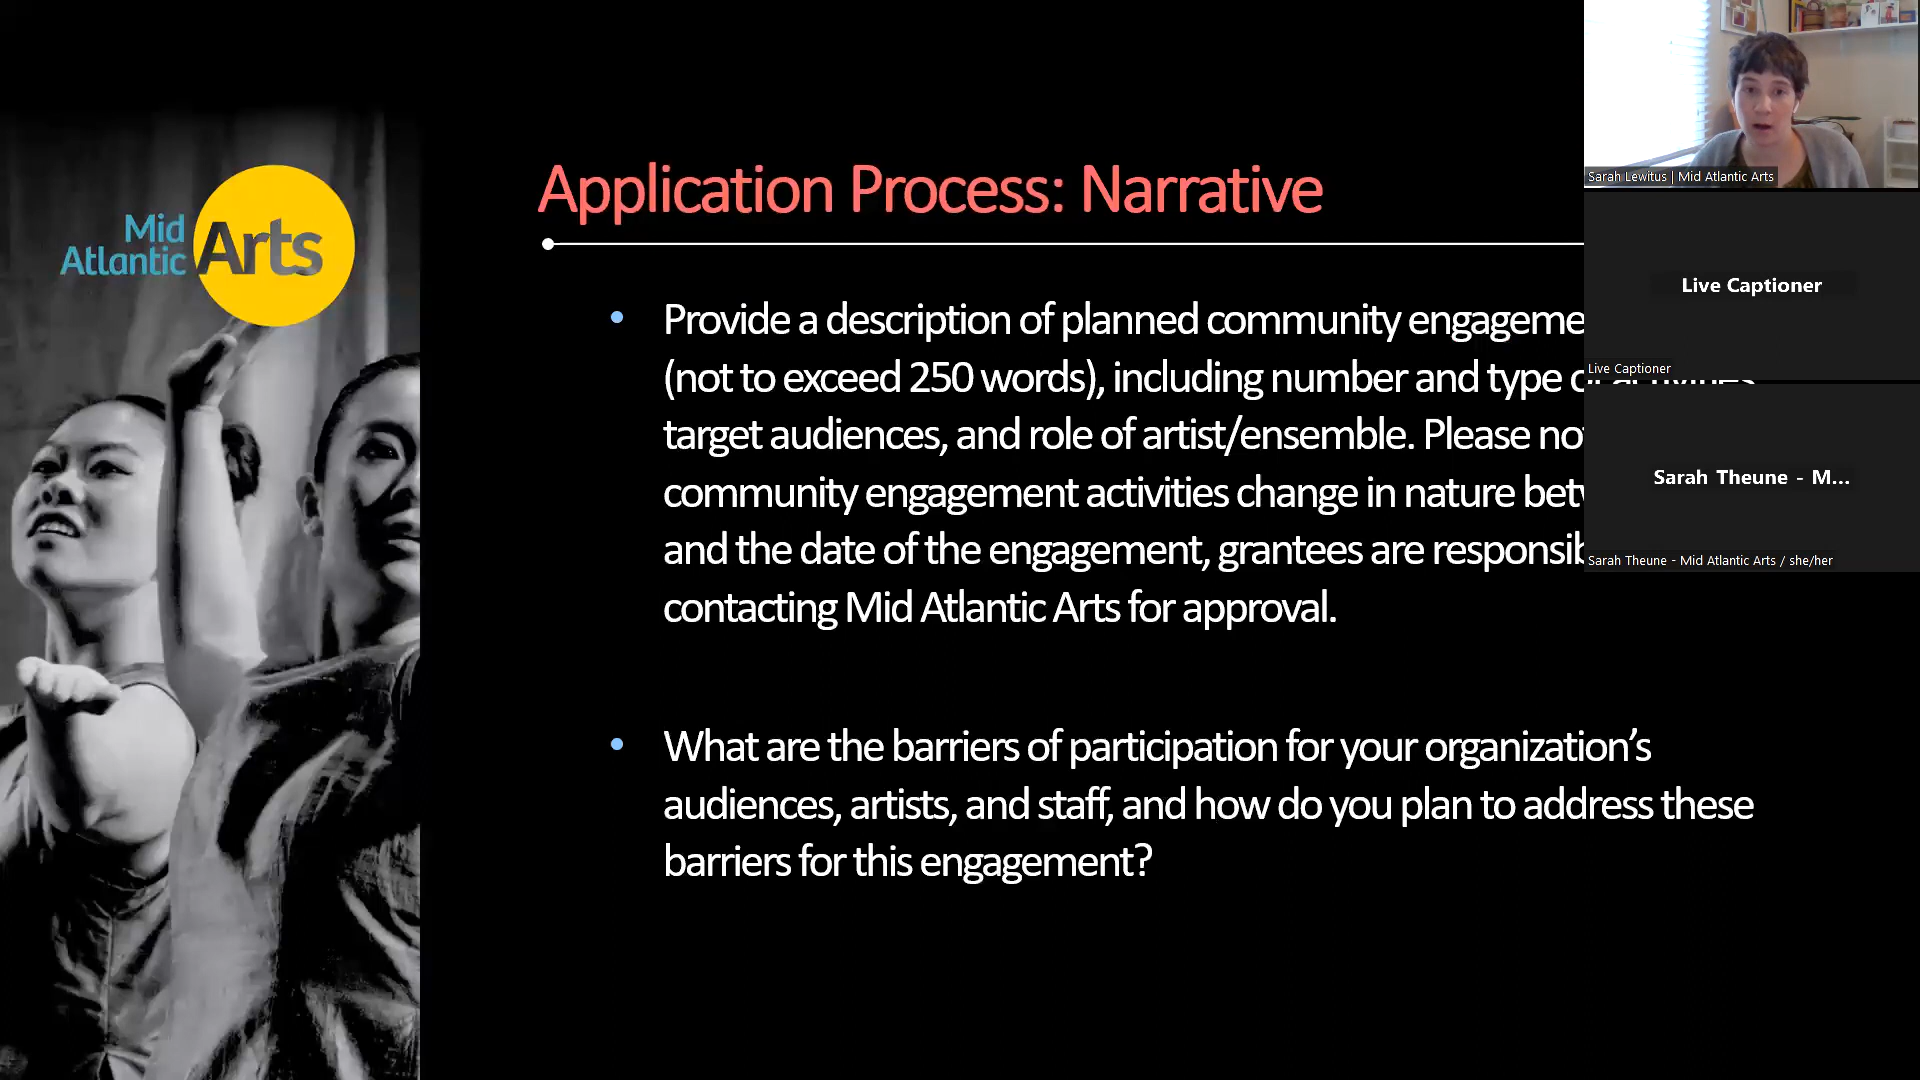 Mid
Atlantic
Arts
Application Process: Narrative
• Provide a description of planned community
(not to exceed 250 words), including number and type
target audiences, and role of artist/ensemble. Please
community engagement activities change in nature
and the date of the engagement, grantees are
contacting Mid Atlantic Arts for approval.
• What are the barriers of participation for your organization’s
audiences, artists, and staff, and how do you plan to address these
barriers for this engagement?
Sarah Lewitus | Mid Atlantic Arts
Live Captioner
Live Captioner
Sarah Theune - M...
Sarah Theune - Mid Atlantic Arts / she/her